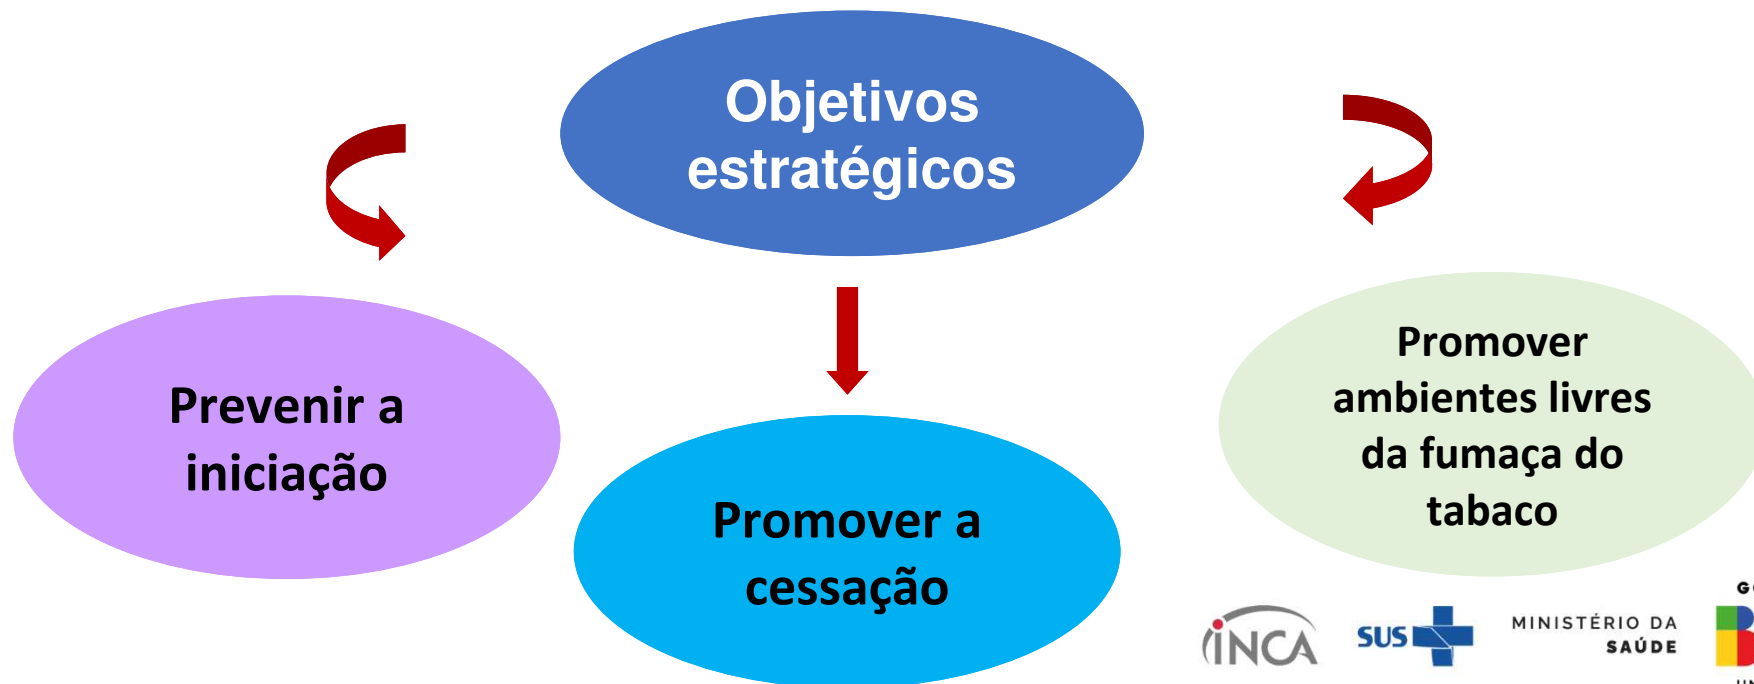 Objetivos
estratégicos
Prevenir a
iniciação
Promover a
cessação
Promover
ambientes livres
da fumaça do
tabaco
INCA
SUS
MINISTÉRIO DA
SAÚDE